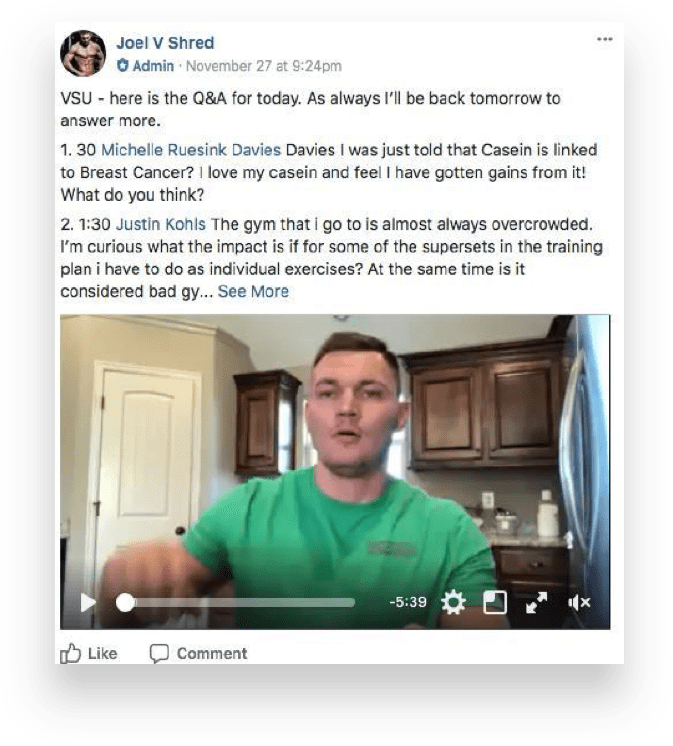 Joel V Shred
Admin · November 27 at 9:24pm
VSU - here is the Q&A for today. As always I'll be back tomorrow to
answer more.
1. 30 Michelle Ruesink Davies Davies I was just told that Casein is linked
to Breast Cancer? I love my casein and feel I have gotten gains from it!
What do you think?
2. 1:30 Justin Kohls The gym that i go to is almost always overcrowded.
I'm curious what the impact is if for some of the supersets in the training
plan i have to do as individual exercises? At the same time is it
considered bad gy... See More
-5:39
Like Comment